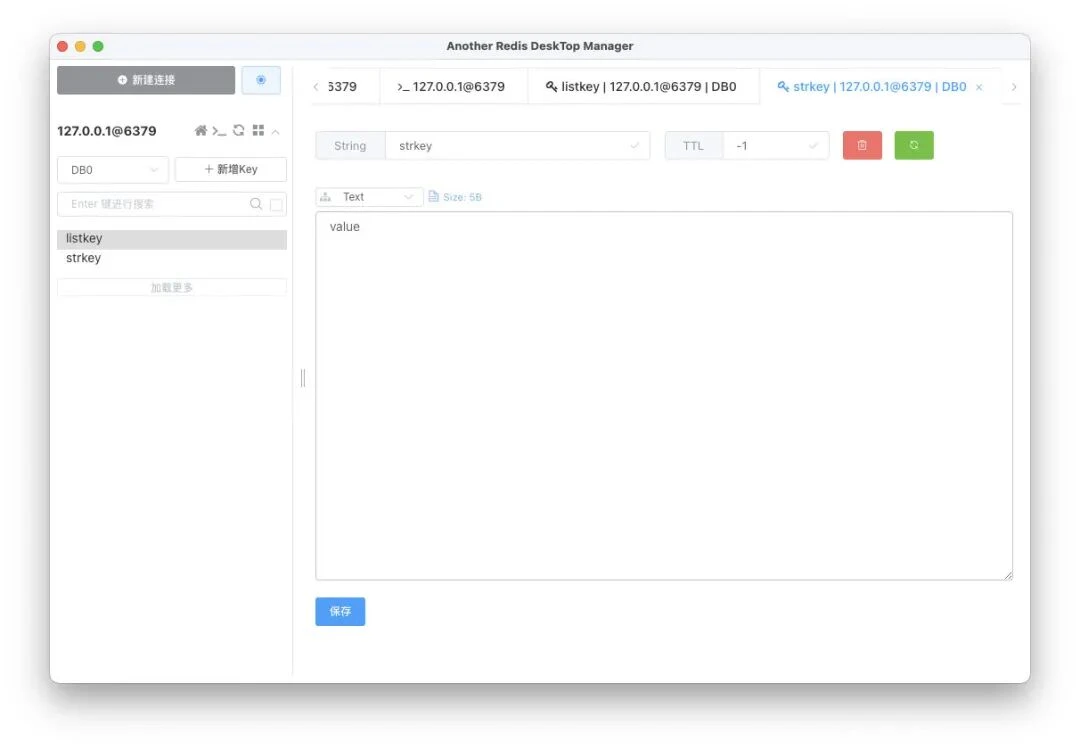 Another Redis DeskTop Manager
新建连接
6379
>_ 127.0.0.1@6379
listkey | 127.0.0.1@6379 | DB0
strkey | 127.0.0.1@6379 | DB0 ×
127.0.0.1@6379
String strkey
TTL -1
DB0
+ 新增Key
Enter 键进行搜索
Text
Size: 5B
listkey
strkey
加载更多
value
保存